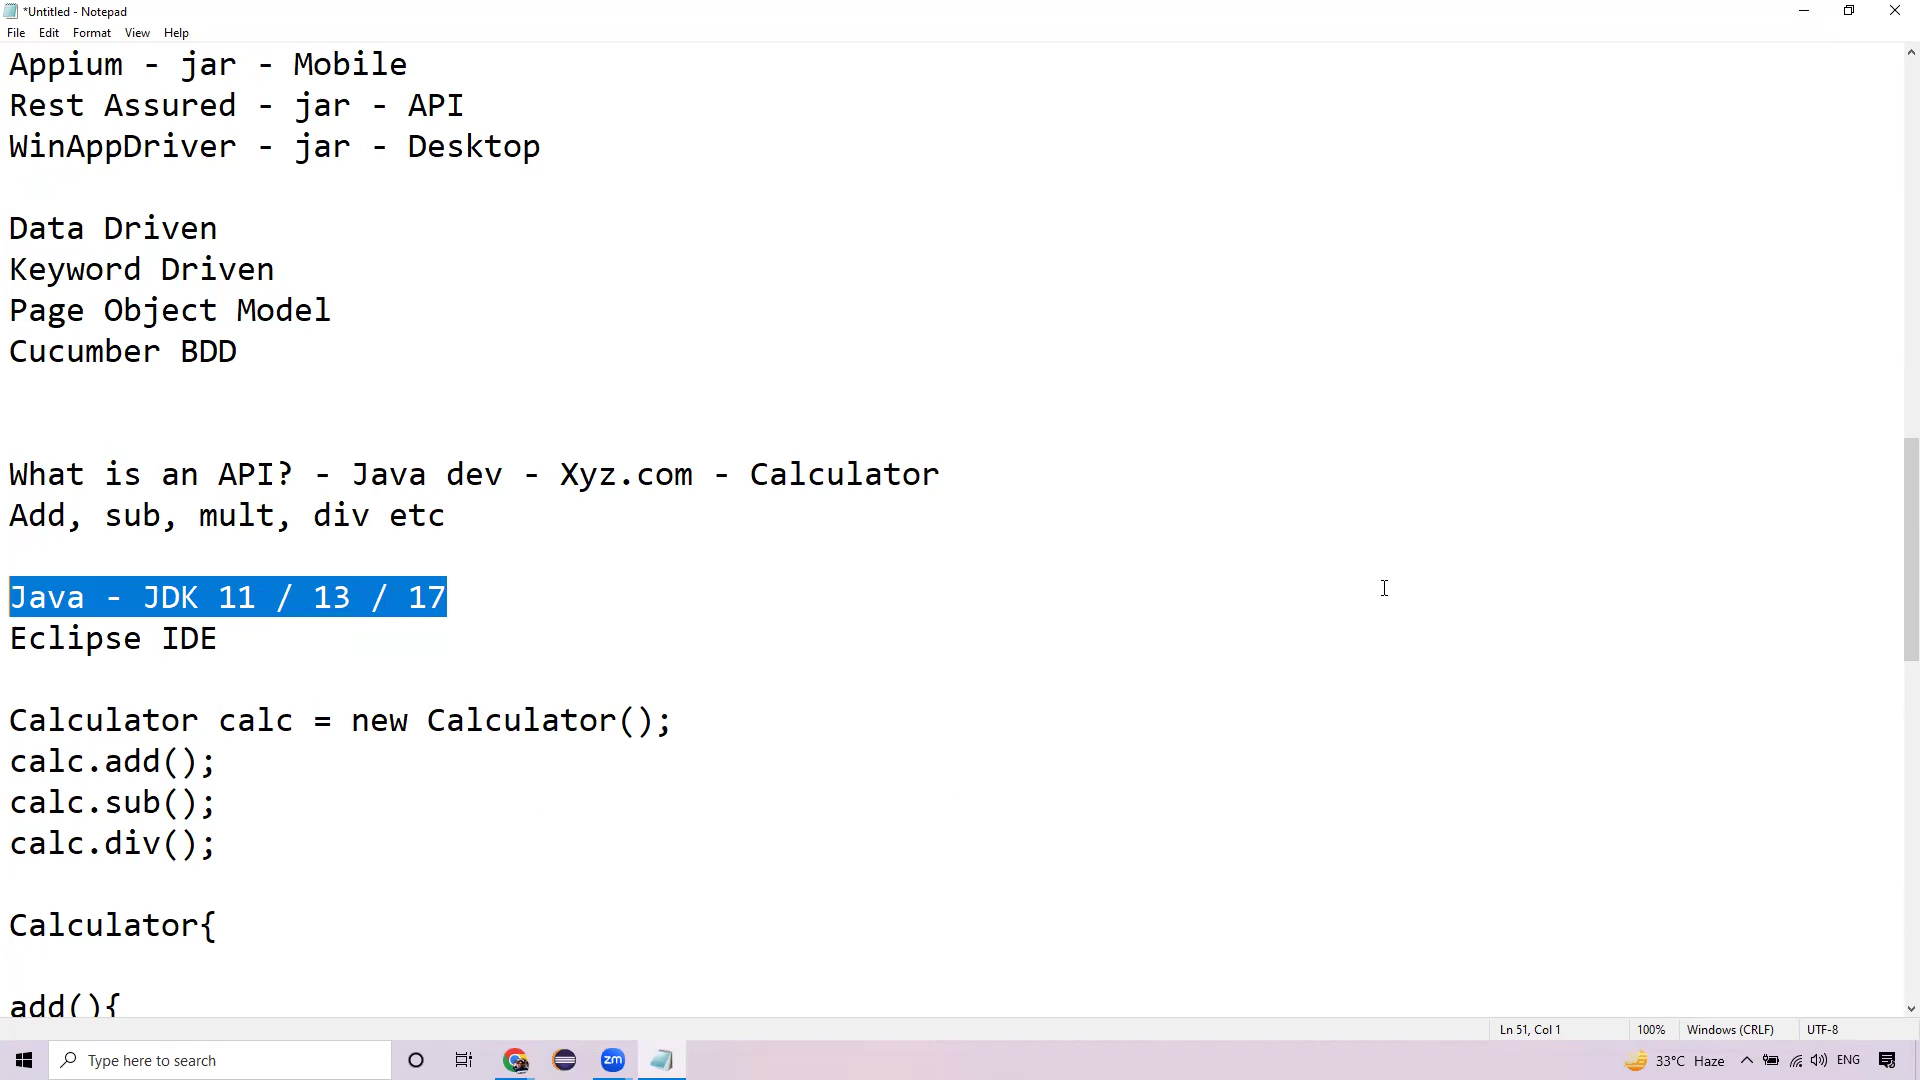 *Untitled - Notepad
File Edit Format View Help
Appium - jar - Mobile
Rest Assured - jar - API
WinAppDriver - jar - Desktop
Data Driven
Keyword Driven
Page Object Model
Cucumber BDD
What is an API? - Java dev - Xyz.com - Calculator
Add, sub, mult, div etc
Java - JDK 11 / 13 / 17
Eclipse IDE
Calculator calc = new Calculator();
calc.add();
calc.sub();
calc.div();
Calculator{
add(){
Ln 51, Col 1 100% Windows (CRLF) UTF-8
Type here to search zm 33°C Haze ENG